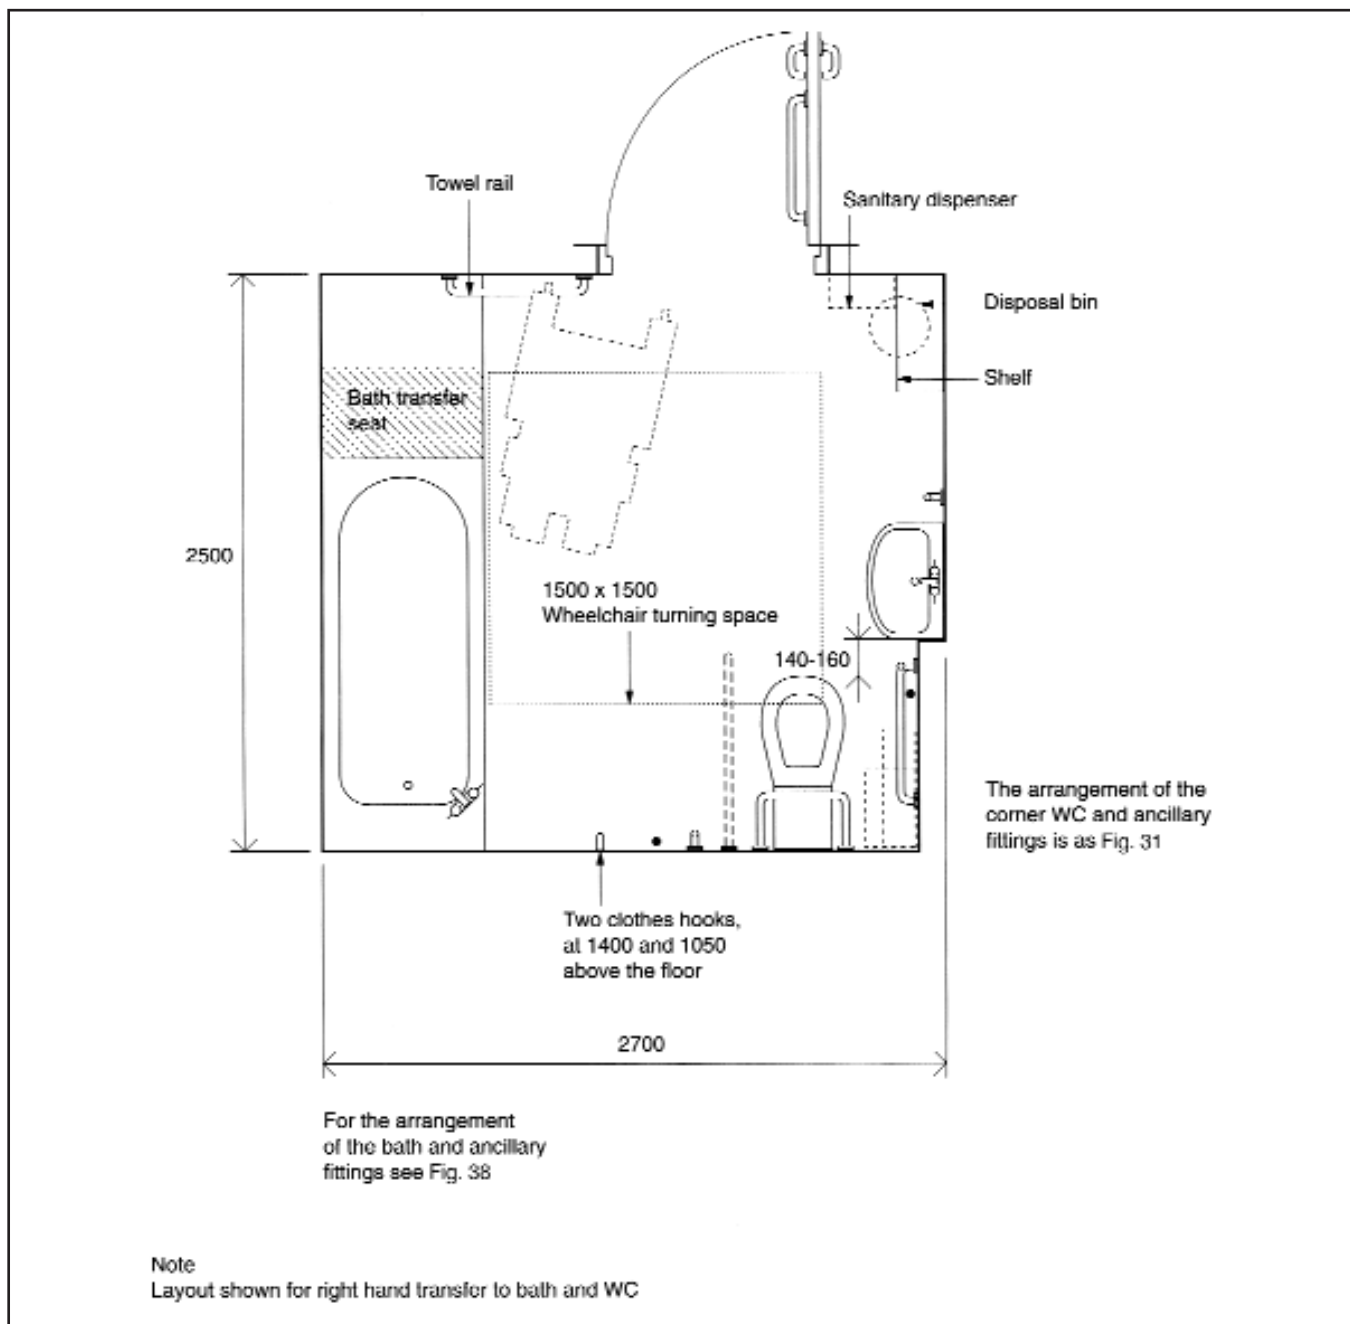 Towel rail
Sanitary dispenser
Disposal bin
Shelf
Bath transfer
seat
2500
1500 x 1500
Wheelchair turning space
140-160
The arrangement of the
corner WC and ancillary
fittings is as Fig. 31
Two clothes hooks,
at 1400 and 1050
above the floor
2700
For the arrangement
of the bath and ancillary
fittings see Fig. 38
Note
Layout shown for right hand transfer to bath and WC